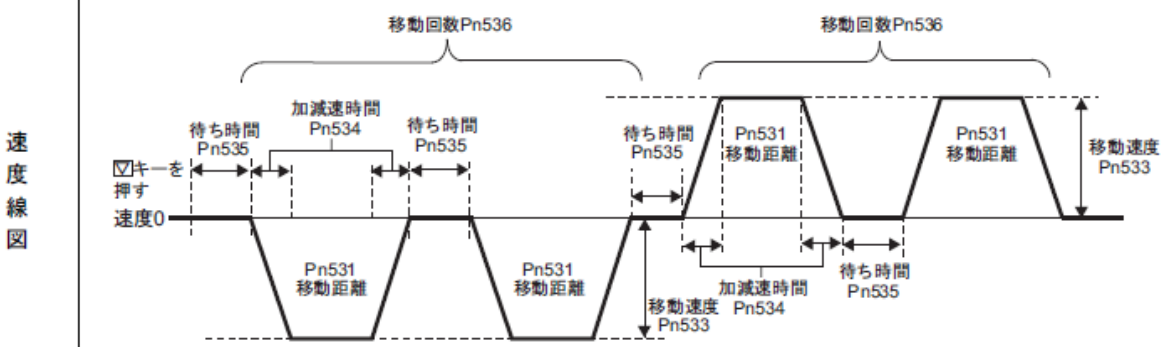 速
度
線
図
移動回数Pn536
移動回数Pn536
加減速時間
Pn534
待ち時間
Pn535
待ち時間
Pn535
待ち時間
Pn535
Pn531
移動距離
Pn531
移動距離
移動速度
Pn533
▽キーを
押す
速度0
Pn531
移動距離
Pn531
移動距離
移動速度
Pn533
加減速時間
Pn534
待ち時間
Pn535